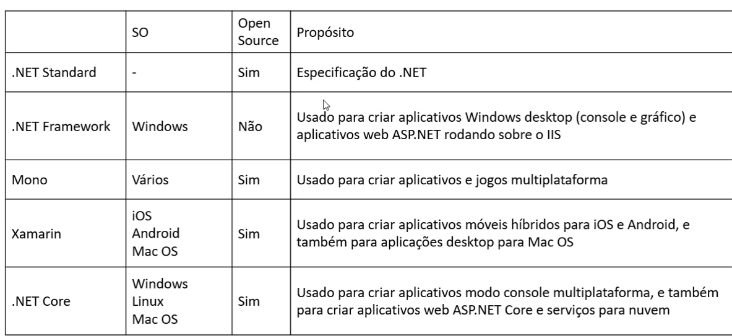 SO
Open
Source
Propósito
.NET Standard
-
Sim
Especificação do .NET
.NET Framework
Windows
Não
Usado para criar aplicativos Windows desktop (console e gráfico) e
aplicativos web ASP.NET rodando sobre o IIS
Mono
Vários
Sim
Usado para criar aplicativos e jogos multiplataforma
Xamarin
iOS
Android
Mac OS
Sim
Usado para criar aplicativos móveis híbridos para iOS e Android, e
também para aplicações desktop para Mac OS
.NET Core
Windows
Linux
Mac OS
Sim
Usado para criar aplicativos modo console multiplataforma, e também
para criar aplicativos web ASP.NET Core e serviços para nuvem